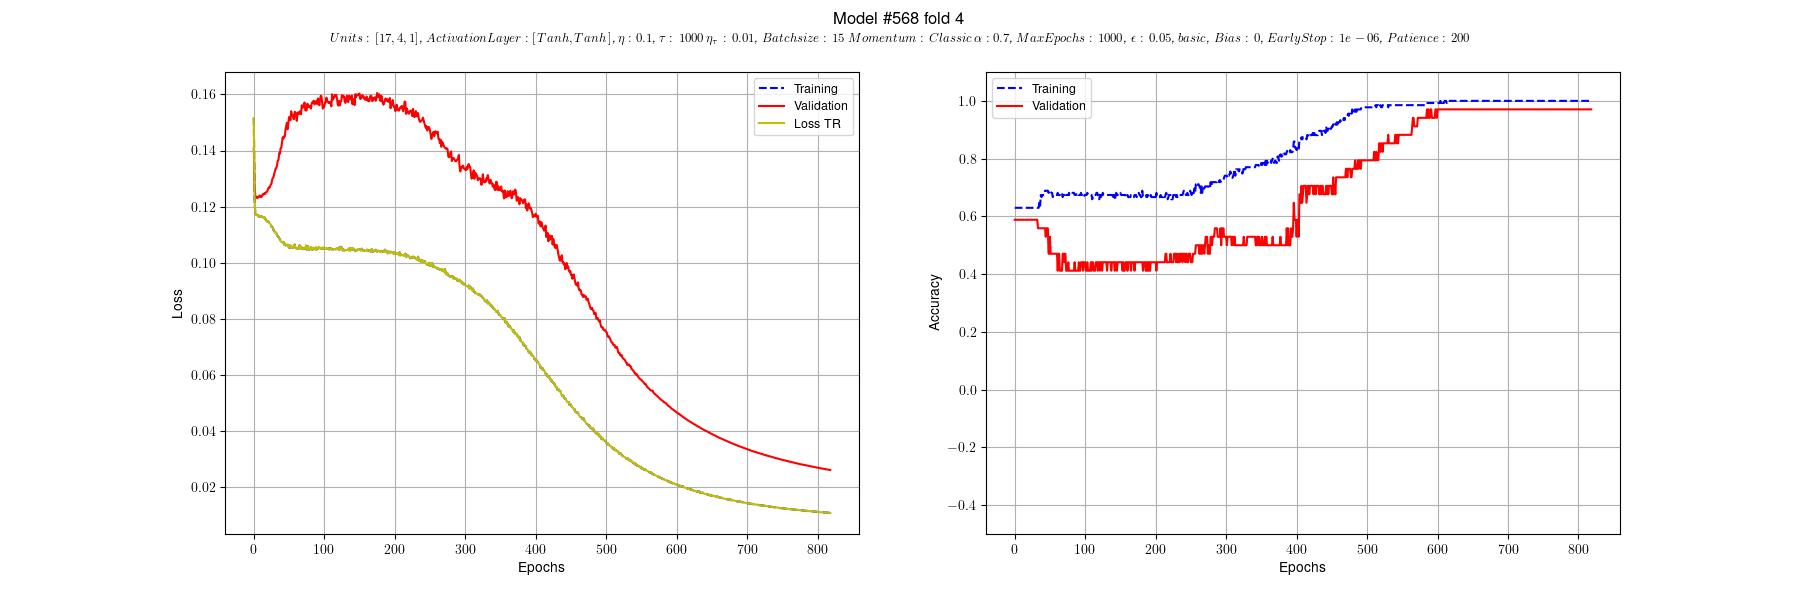 Model #568 fold 4
Units : [17, 4, 1], ActivationLayer : [Tanh, Tanh], η : 0.1, τ : 1000 η_τ : 0.01, Batchsize : 15 Momentum : Classic α : 0.7, MaxEpochs : 1000, ϵ : 0.05, basic, Bias : 0, EarlyStop : 1e − 06, Patience : 200
0.16
0.14
0.12
0.10
0.08
0.06
0.04
0.02
Loss
Training
Validation
Loss TR
0 100 200 300 400 500 600 700 800
Epochs
1.0
0.8
0.6
0.4
0.2
0.0
−0.2
−0.4
Accuracy
Training
Validation
0 100 200 300 400 500 600 700 800
Epochs